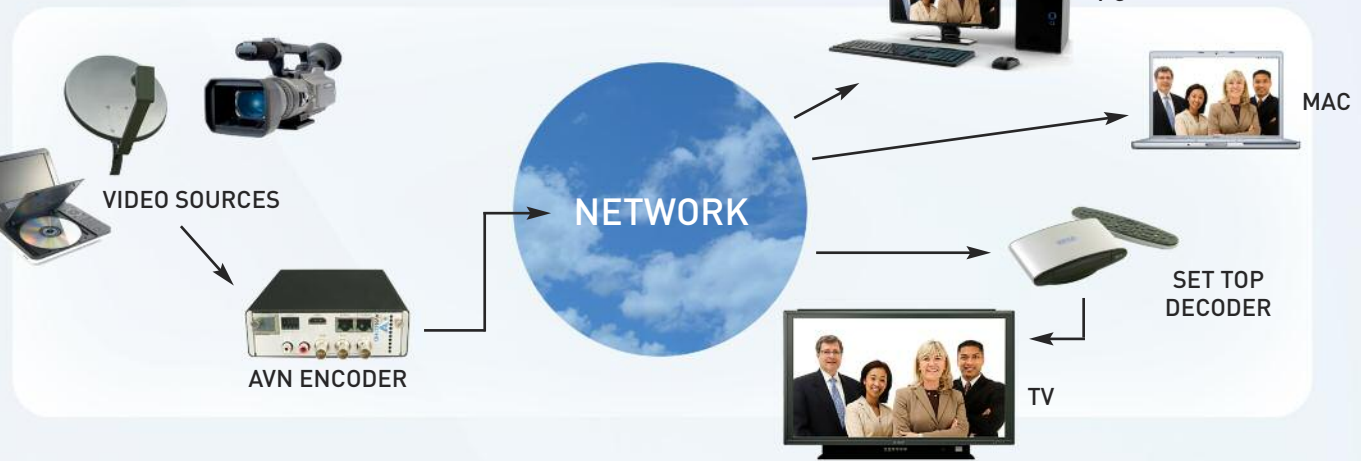 MAC
VIDEO SOURCES
NETWORK
SET TOP
DECODER
AVN ENCODER
TV